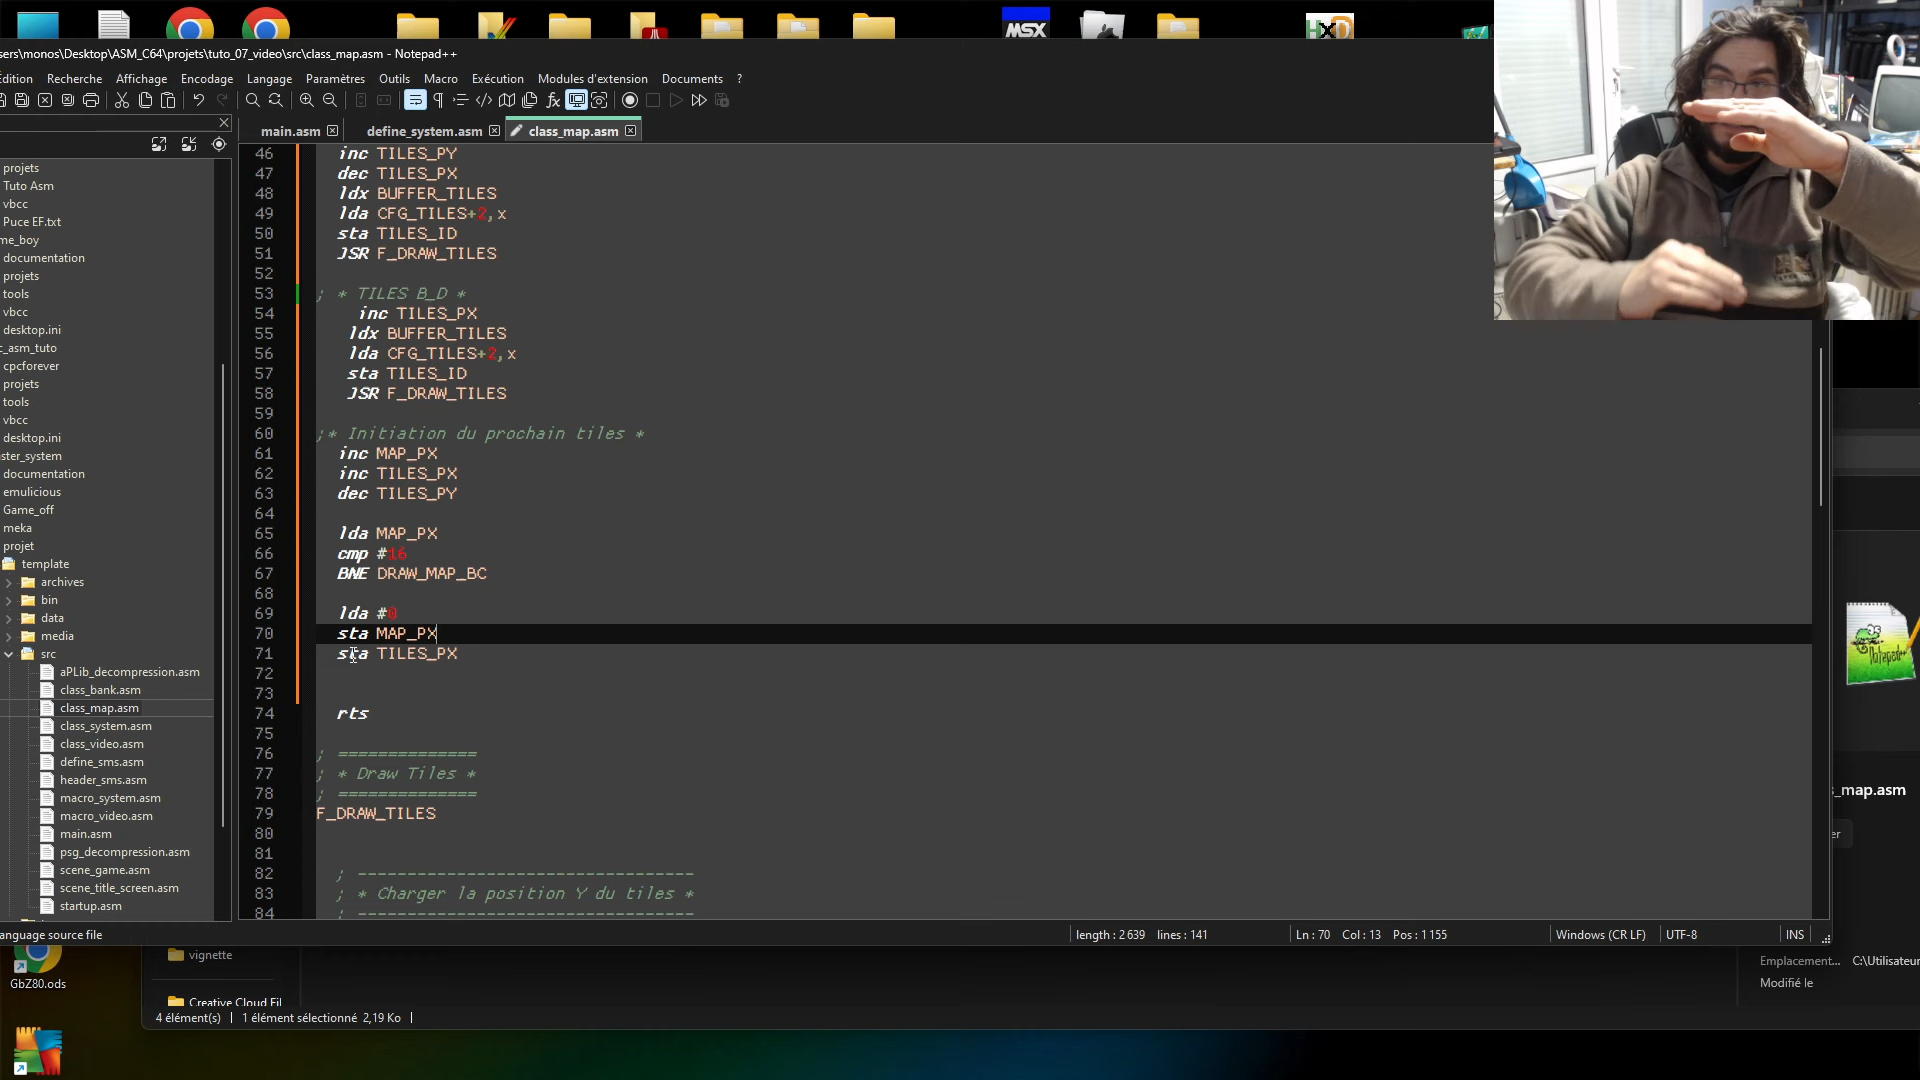 MSX
ers\monos\Desktop\ASM_C64\projets\tuto_07_video\src\class_map.asm - Notepad++
Édition Recherche Affichage Encodage Langage Paramètres Outils Macro Exécution Modules d'extension Documents ?
main.asm define_system.asm class_map.asm
projets
Tuto Asm
vbcc
Puce EF.txt
me_boy
documentation
projets
tools
vbcc
desktop.ini
c_asm_tuto
cpcforever
projets
tools
vbcc
desktop.ini
ster_system
documentation
emulicious
Game_off
meka
projet
template
archives
bin
data
media
src
aPLib_decompression.asm
class_bank.asm
class_map.asm
class_system.asm
class_video.asm
define_sms.asm
header_sms.asm
macro_system.asm
macro_video.asm
main.asm
psg_decompression.asm
scene_game.asm
scene_title_screen.asm
startup.asm
46 inc TILES_PY
47 dec TILES_PX
48 ldx BUFFER_TILES
49 lda CFG_TILES+2,x
50 sta TILES_ID
51 JSR F_DRAW_TILES
52
53 ; * TILES B_D *
54 inc TILES_PX
55 ldx BUFFER_TILES
56 lda CFG_TILES+2,x
57 sta TILES_ID
58 JSR F_DRAW_TILES
59
60 ;* Initiation du prochain tiles *
61 inc MAP_PX
62 inc TILES_PX
63 dec TILES_PY
64
65 lda MAP_PX
66 cmp #16
67 BNE DRAW_MAP_BC
68
69 lda #0
70 sta MAP_PX
71 sta TILES_PX
72
73
74 rts
75
76 ; ==============
77 ; * Draw Tiles *
78 ; ==============
79 F_DRAW_TILES
80
81
82 ; ----------------------------------
83 ; * Charger la position Y du tiles *
84 ; ----------------------------------
anguage source file
length : 2 639 lines : 141
Ln : 70 Col : 13 Pos : 1 155
Windows (CR LF)
UTF-8
INS
GbZ80.ods
vignette
Creative Cloud Fil
4 élément(s) 1 élément sélectionné 2,19 Ko
Notepad++
s_map.asm
er
Emplacement... C:\Utilisateur
Modifié le